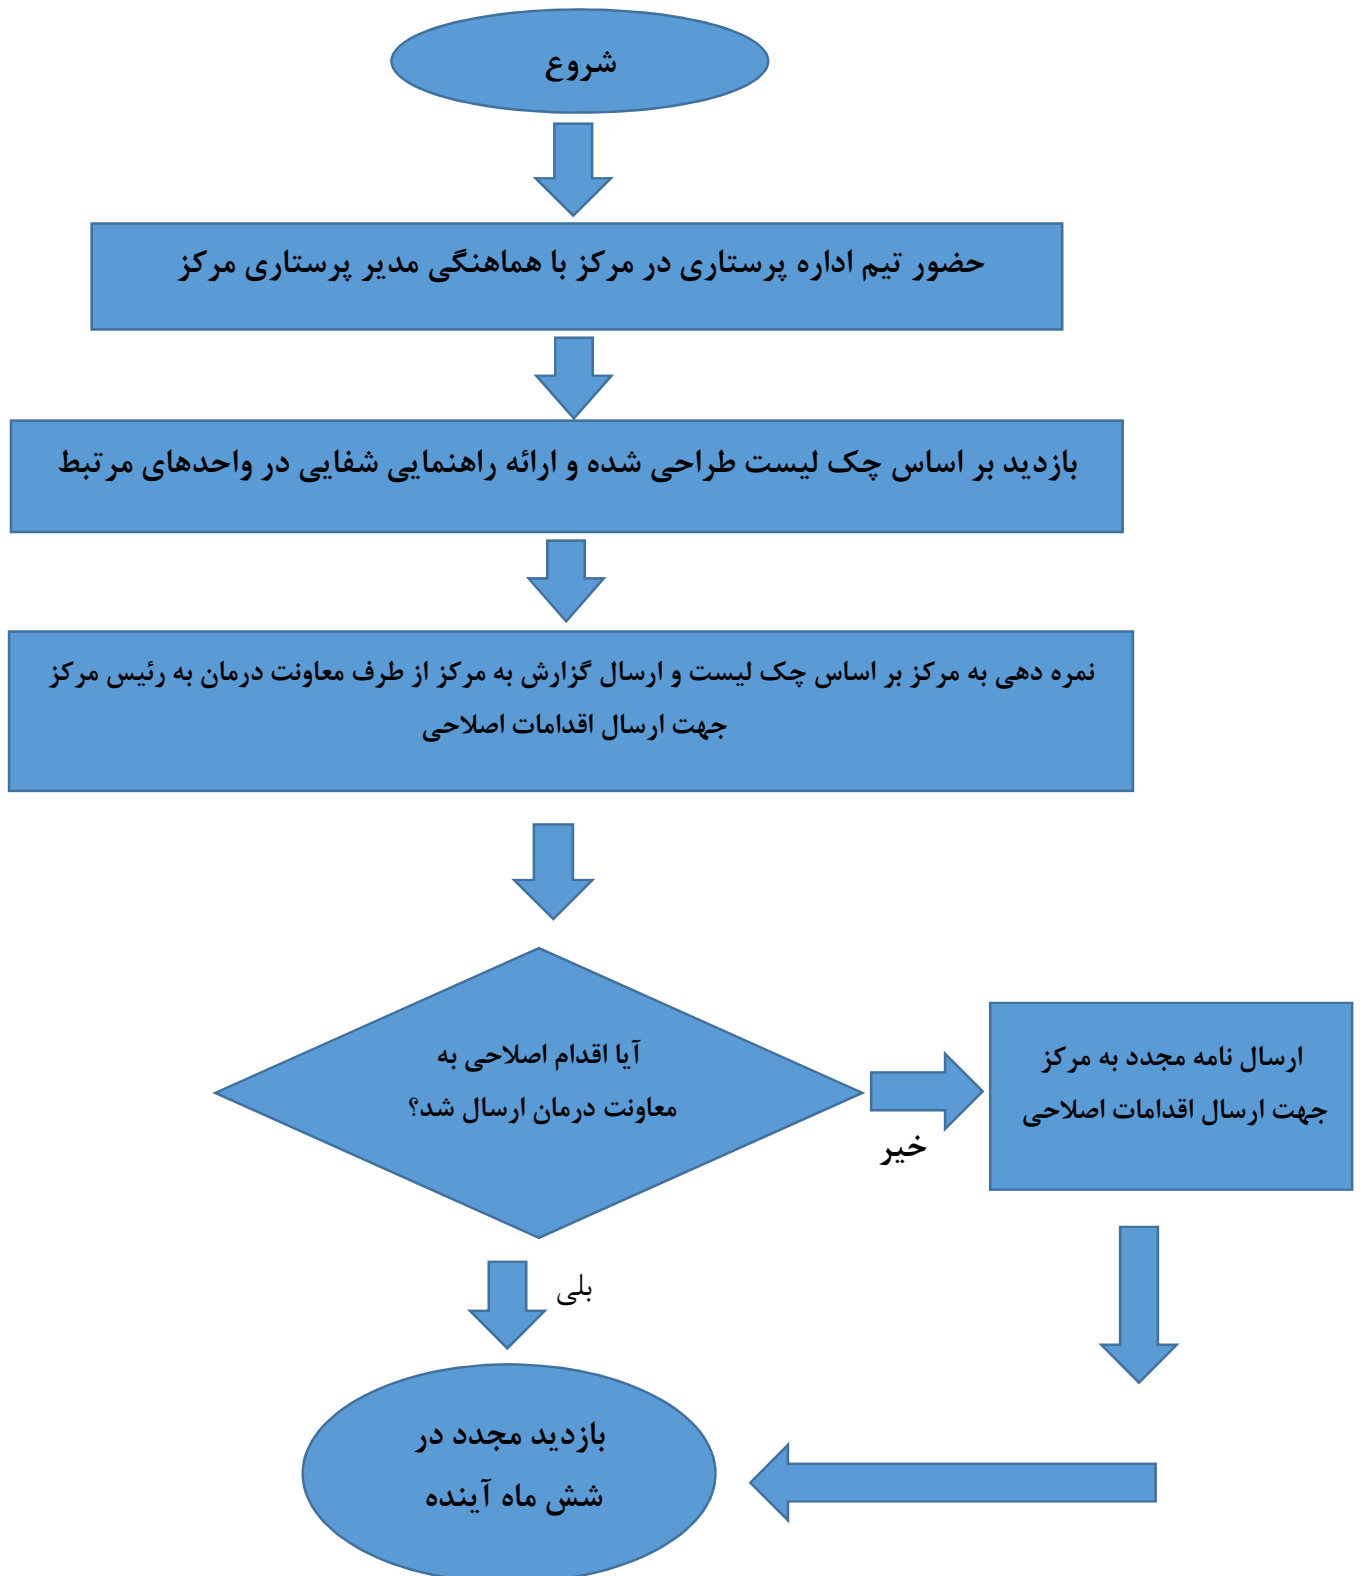 شروع
حضور تیم اداره پرستاری در مرکز با هماهنگی مدیر پرستاری مرکز
بازدید بر اساس چک لیست طراحی شده و ارائه راهنمایی شفایی در واحدهای مرتبط
نمره دهی به مرکز بر اساس چک لیست و ارسال گزارش به مرکز از طرف معاونت درمان به رئیس مرکز
جهت ارسال اقدامات اصلاحی
آیا اقدام اصلاحی به
معاونت درمان ارسال شد؟
خیر
ارسال نامه مجدد به مرکز
جهت ارسال اقدامات اصلاحی
بلی
بازدید مجدد در
شش ماه آینده